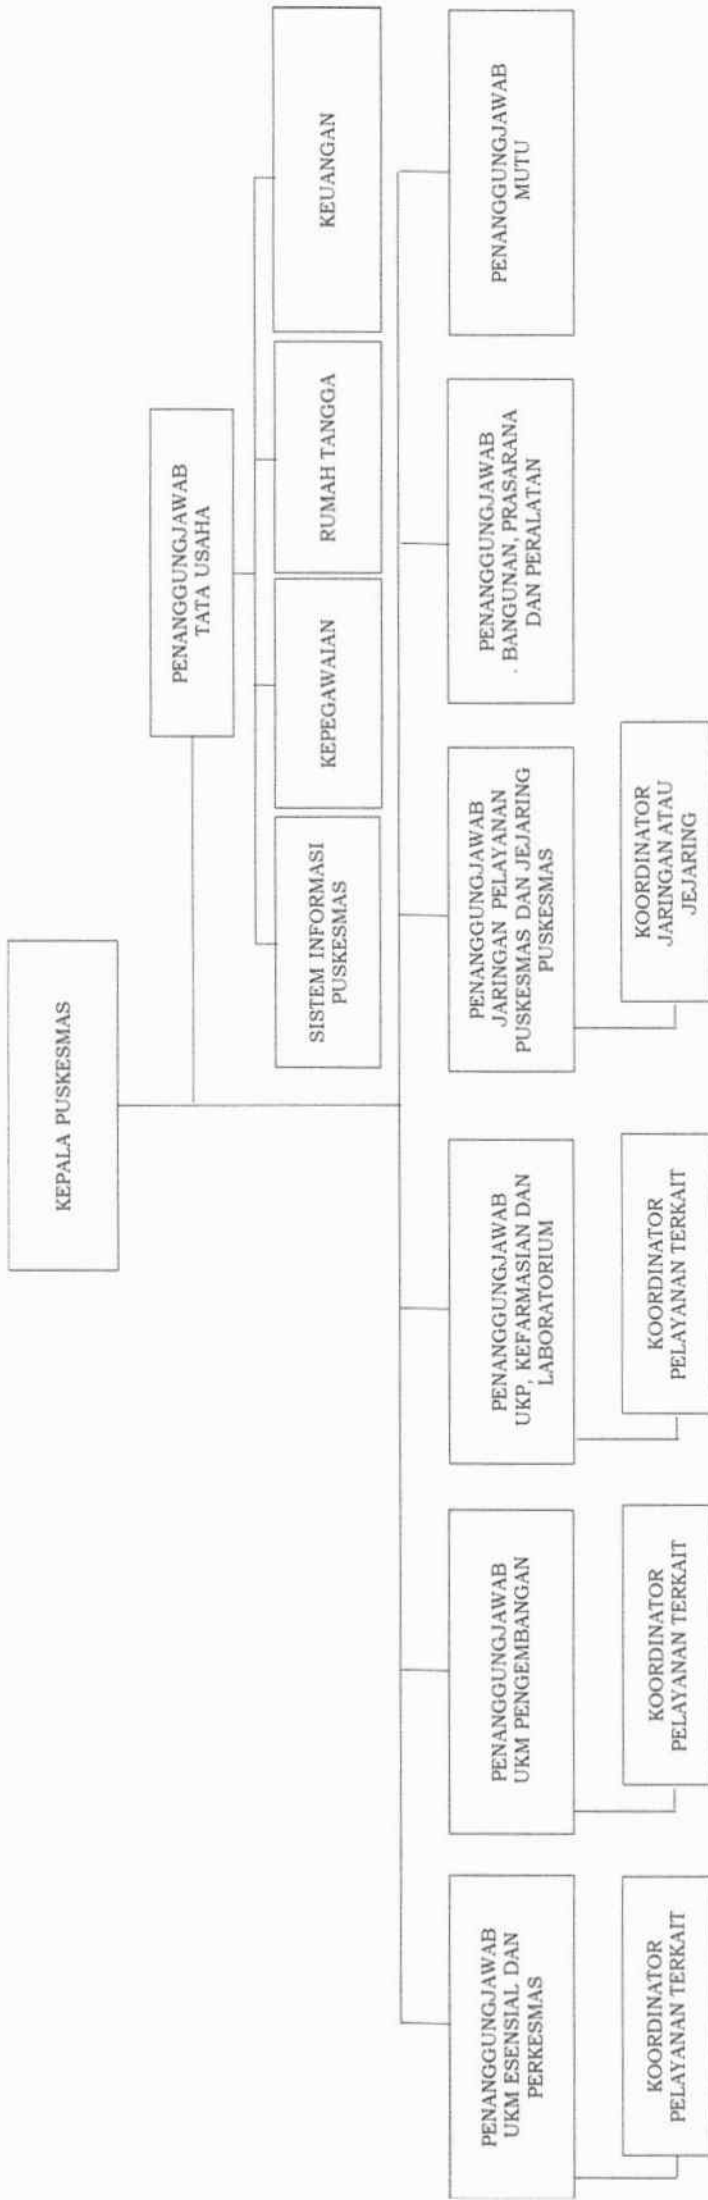 KEPALA PUSKESMAS
PENANGGUNGJAWAB
TATA USAHA
SISTEM INFORMASI
PUSKESMAS
KEPEGAWAIAN
RUMAH TANGGA
KEUANGAN
PENANGGUNGJAWAB
UKM ESENSIAL DAN
PERKESMAS
PENANGGUNGJAWAB
UKM PENGEMBANGAN
PENANGGUNGJAWAB
UKP, KEFARMASIAN DAN
LABORATORIUM
PENANGGUNGJAWAB
JARINGAN PELAYANAN
PUSKESMAS DAN JEJARING
PUSKESMAS
PENANGGUNGJAWAB
. BANGUNAN, PRASARANA
DAN PERALATAN
PENANGGUNGJAWAB
MUTU
KOORDINATOR
PELAYANAN TERKAIT
KOORDINATOR
PELAYANAN TERKAIT
KOORDINATOR
PELAYANAN TERKAIT
KOORDINATOR
JARINGAN ATAU
JEJARING